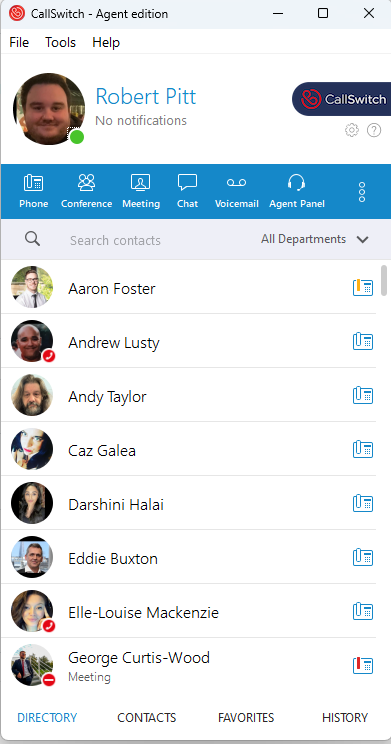 CallSwitch - Agent edition
File Tools Help
Robert Pitt
No notifications
CallSwitch
?
Phone Conference Meeting Chat Voicemail Agent Panel
Search contacts All Departments
Aaron Foster
Andrew Lusty
Andy Taylor
Caz Galea
Darshini Halai
Eddie Buxton
Elle-Louise Mackenzie
George Curtis-Wood
Meeting
DIRECTORY CONTACTS FAVORITES HISTORY